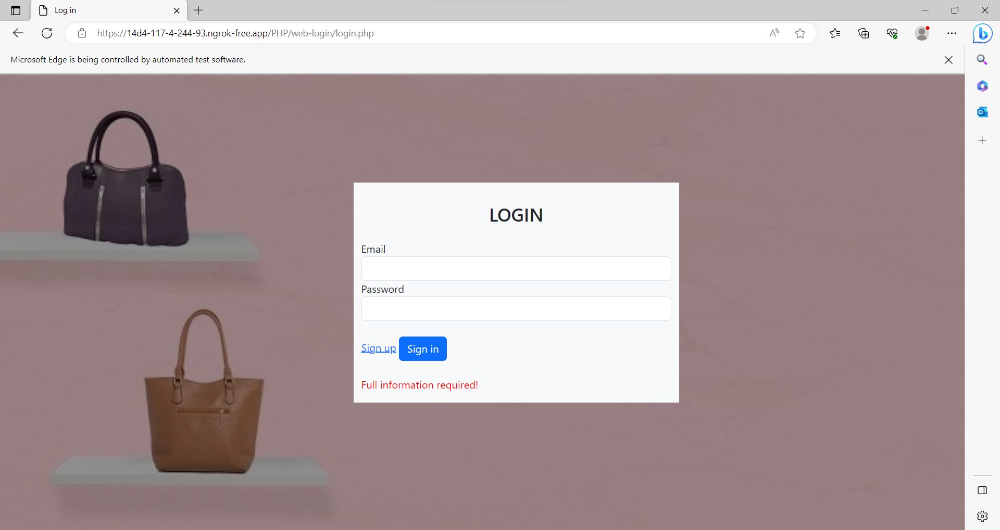 Log in
https://14d4-117-4-244-93.ngrok-free.app/PHP/web-login/login.php
Microsoft Edge is being controlled by automated test software.
LOGIN
Email
Password
Sign up Sign in
Full information required!